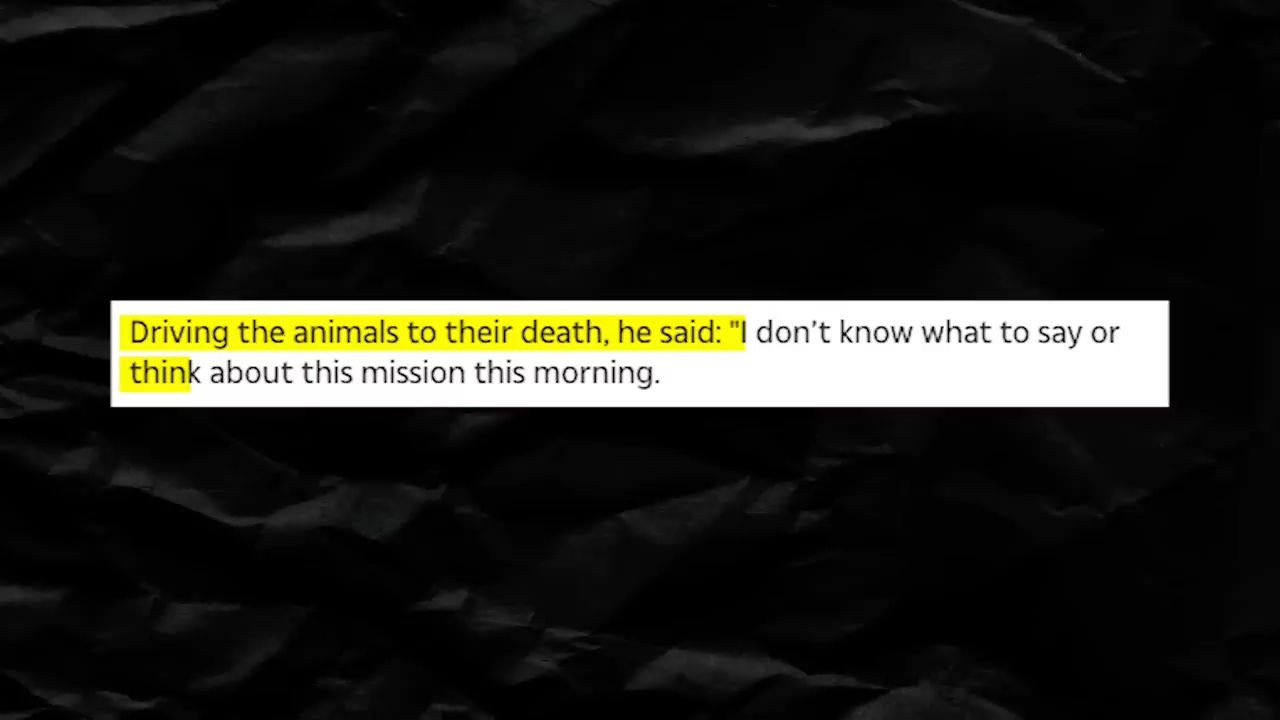 Driving the animals to their death, he said: "I don’t know what to say or
think about this mission this morning.